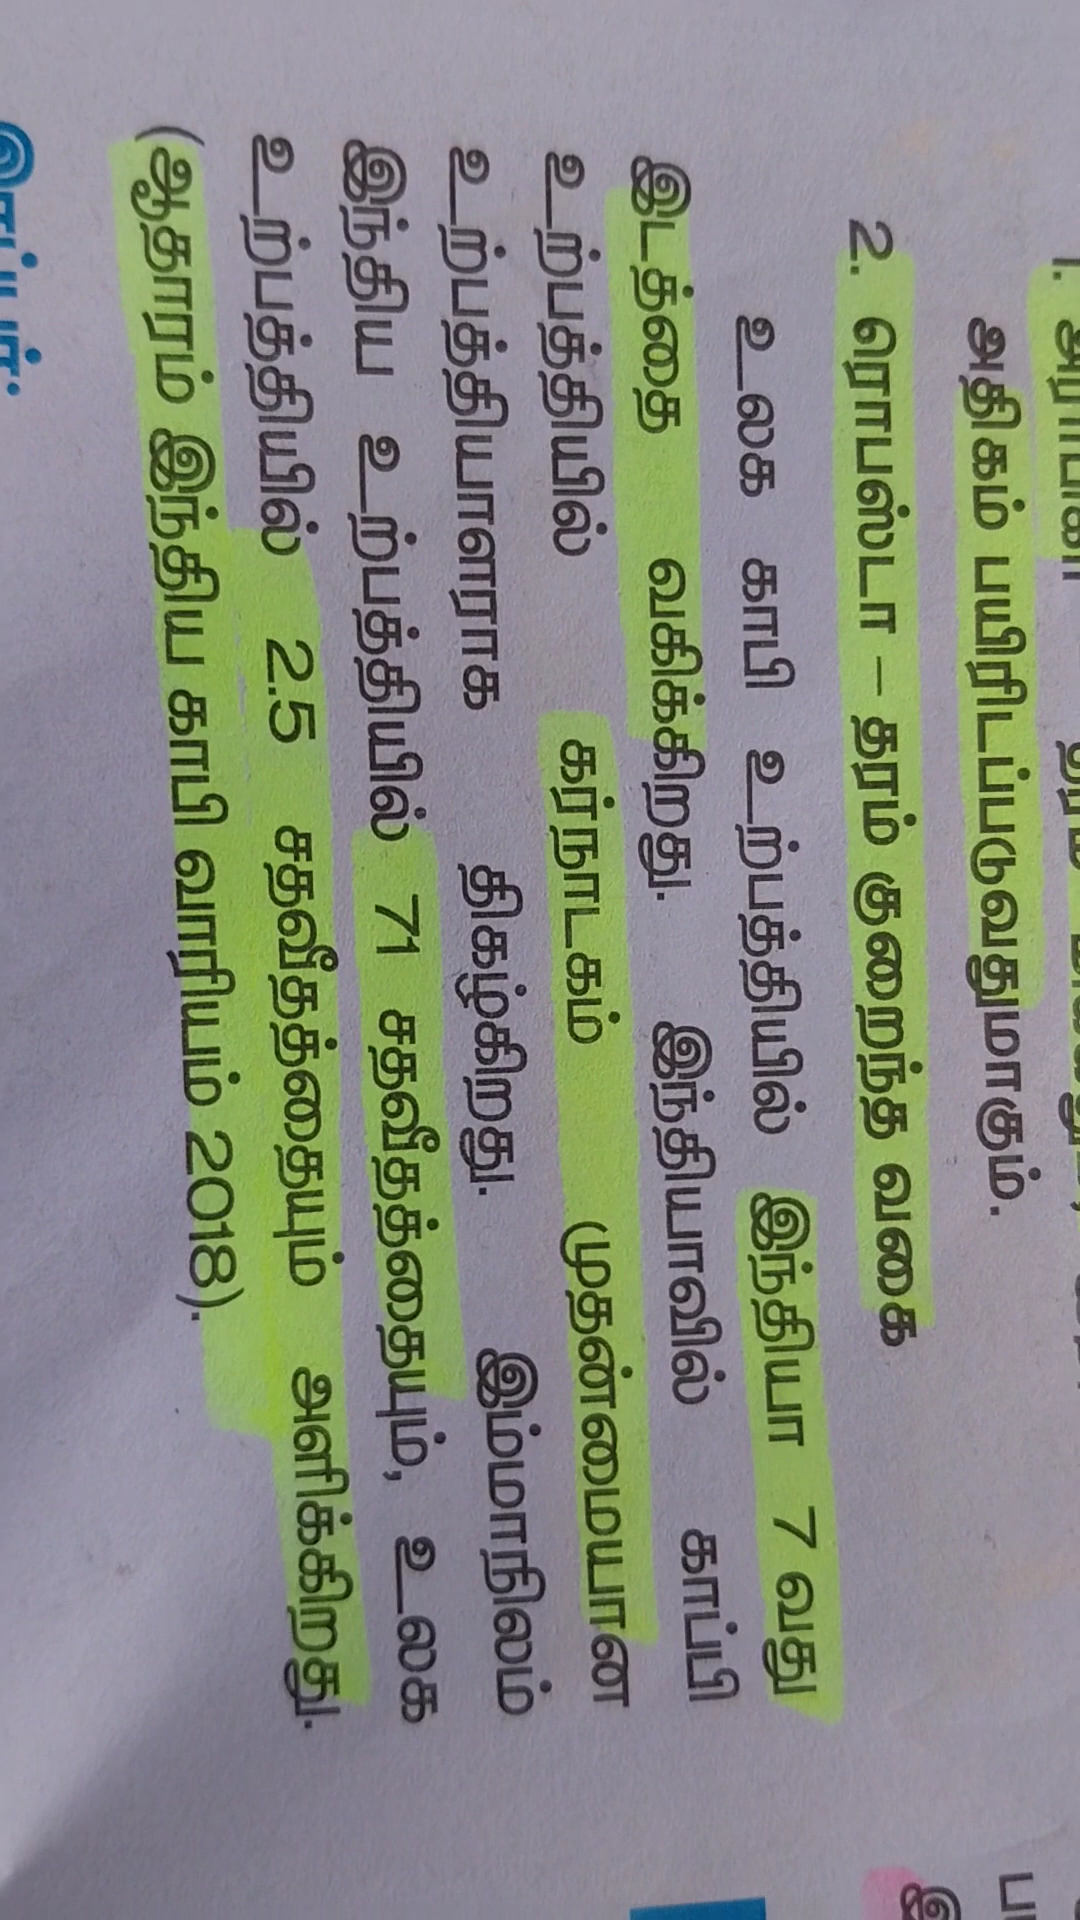 1. அராபிகா
அதிகம் பயிரிடப்படுவதுமாகும்.
2. ரொபஸ்டா – தரம் குறைந்த வகை
உலக காபி உற்பத்தியில் இந்தியா 7 வது
இடத்தை வகிக்கிறது. இந்தியாவில் காப்பி
உற்பத்தியில் கர்நாடகம் முதன்மையான
உற்பத்தியாளராக திகழ்கிறது. இம்மாநிலம்
இந்திய உற்பத்தியில் 71 சதவீதத்தையும், உலக
உற்பத்தியில் 2.5 சதவீதத்தையும் அளிக்கிறது.
(ஆதாரம் இந்திய காபி வாரியம் 2018).